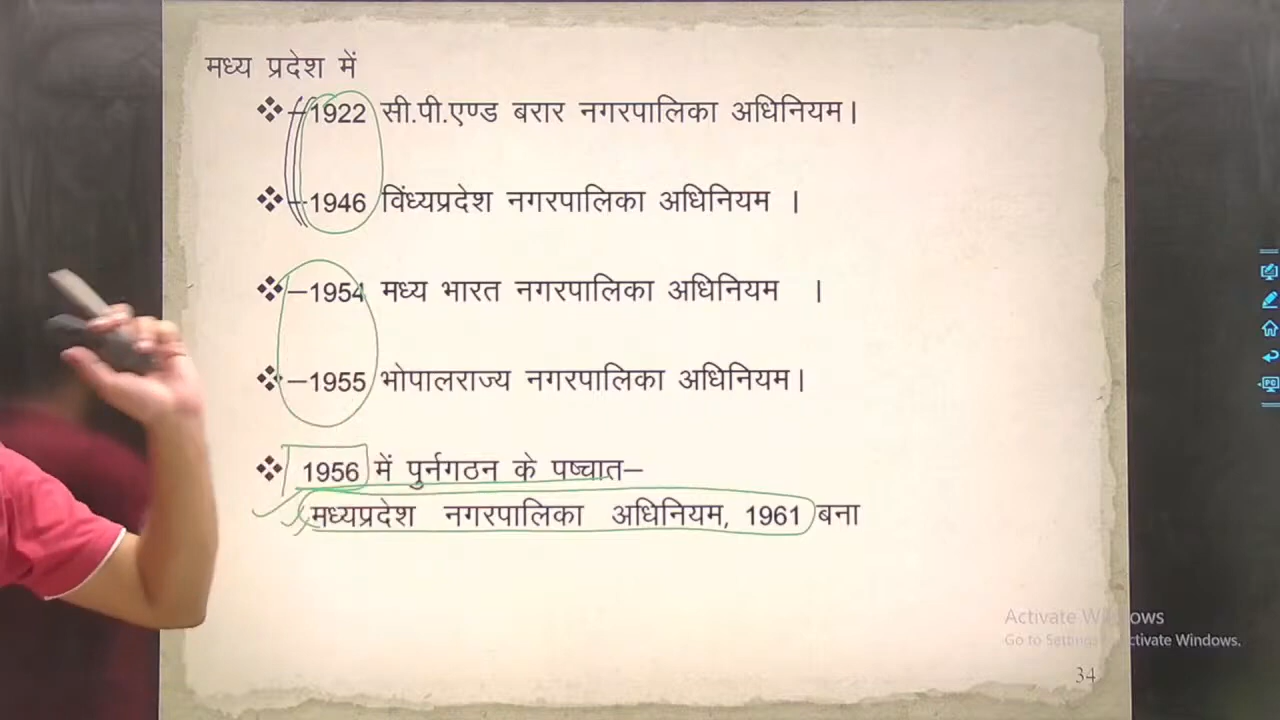 मध्य प्रदेश में
❖ –1922 सी.पी.एण्ड बरार नगरपालिका अधिनियम।
❖ –1946 विंध्यप्रदेश नगरपालिका अधिनियम ।
❖ –1954 मध्य भारत नगरपालिका अधिनियम ।
❖ –1955 भोपालराज्य नगरपालिका अधिनियम।
❖ 1956 में पुर्नगठन के पष्चात–
मध्यप्रदेश नगरपालिका अधिनियम, 1961 बना
Activate Windows
Go to Settings Activate Windows.
PC
34